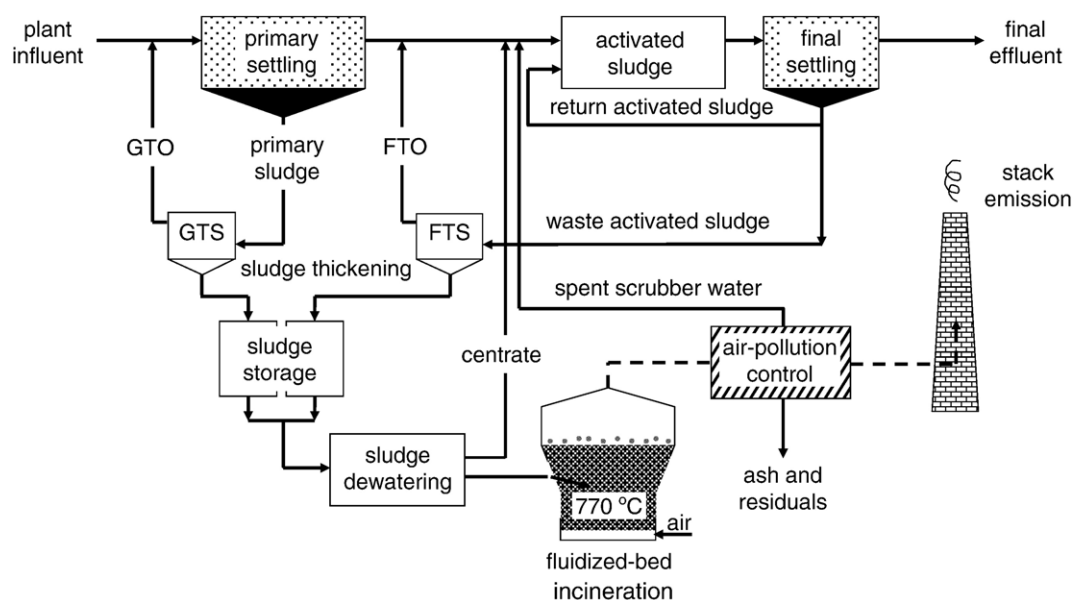 plant
influent
primary
settling
activated
sludge
final
settling
final
effluent
return activated sludge
GTO
primary
sludge
FTO
stack
emission
GTS
FTS
waste activated sludge
sludge thickening
spent scrubber water
sludge
storage
centrate
air-pollution
control
sludge
dewatering
770 °C
air
ash and
residuals
fluidized-bed
incineration